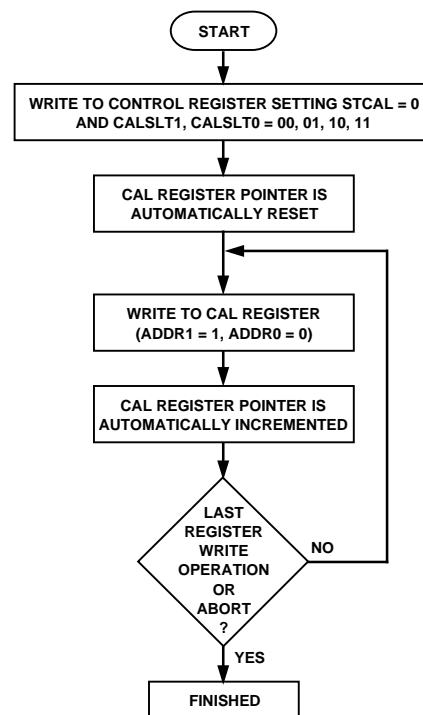 START
WRITE TO CONTROL REGISTER SETTING STCAL = 0
AND CALSLT1, CALSLT0 = 00, 01, 10, 11
CAL REGISTER POINTER IS
AUTOMATICALLY RESET
WRITE TO CAL REGISTER
(ADDR1 = 1, ADDR0 = 0)
CAL REGISTER POINTER IS
AUTOMATICALLY INCREMENTED
LAST
REGISTER
WRITE
OPERATION
OR
ABORT
?
NO
YES
FINISHED